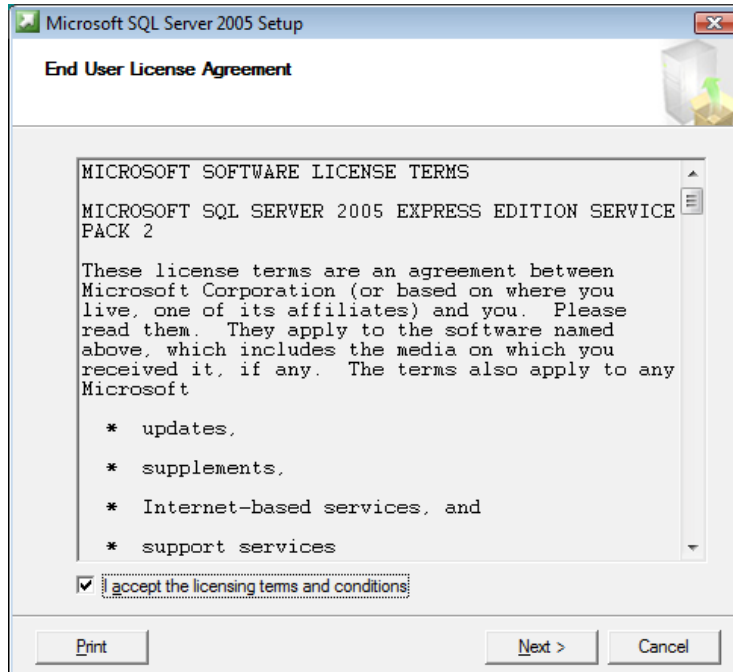 Microsoft SQL Server 2005 Setup
End User License Agreement
MICROSOFT SOFTWARE LICENSE TERMS
MICROSOFT SQL SERVER 2005 EXPRESS EDITION SERVICE
PACK 2
These license terms are an agreement between
Microsoft Corporation (or based on where you
live, one of its affiliates) and you.  Please
read them.  They apply to the software named
above, which includes the media on which you
received it, if any.  The terms also apply to any
Microsoft
* updates,
* supplements,
* Internet-based services, and
* support services
I accept the licensing terms and conditions
Print
Next >
Cancel